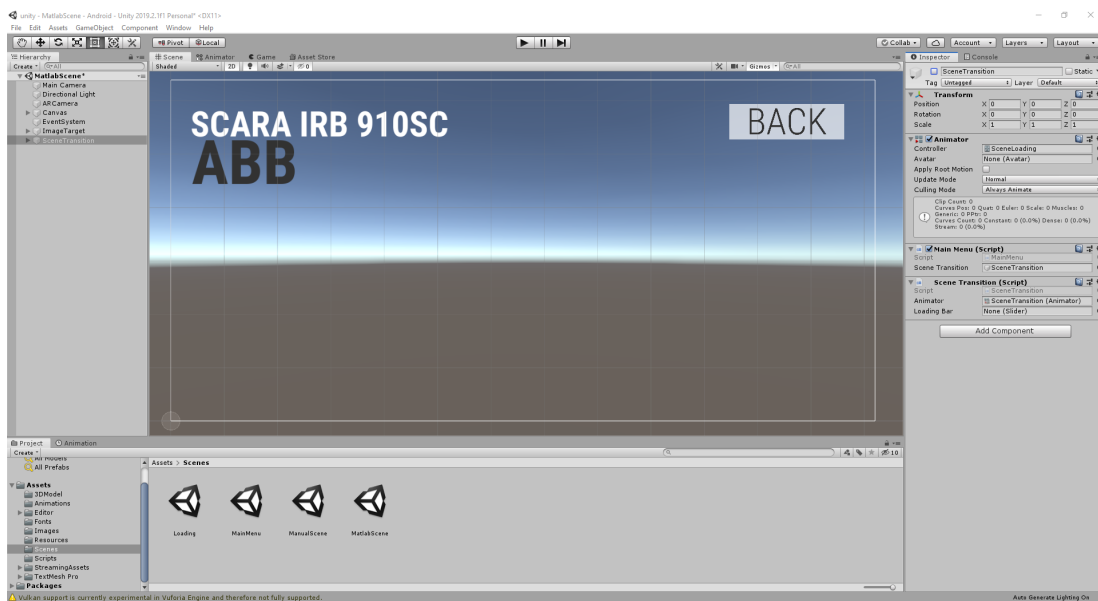 unity - MatlabScene - Android - Unity 2019.2.1f1 Personal* <DX11>
File Edit Assets GameObject Component Window Help
Pivot Local Collab Account Layers Layout
Hierarchy
Create All
MatlabScene*
Main Camera
Directional Light
ARCamera
Canvas
EventSystem
ImageTarget
SceneTransition
Scene Animator Game Asset Store
Shaded 2D 0 Gizmos All
SCARA IRB 910SC
ABB
BACK
Inspector Console
SceneTransition Static
Tag Untagged Layer Default
Transform
Position X 0 Y 0 Z 0
Rotation X 0 Y 0 Z 0
Scale X 1 Y 1 Z 1
Animator
Controller SceneLoading
Avatar None (Avatar)
Apply Root Motion
Update Mode Normal
Culling Mode Always Animate
Clip Count: 0
Curves Pos: 0 Quat: 0 Euler: 0 Scale: 0 Muscles: 0
Generic: 0 PPtr: 0
Curves Count: 0 Constant: 0 (0.0%) Dense: 0 (0.0%)
Stream: 0 (0.0%)
Main Menu (Script)
Script MainMenu
Scene Transition SceneTransition
Scene Transition (Script)
Script SceneTransition
Animator SceneTransition (Animator)
Loading Bar None (Slider)
Add Component
Project Animation
Create 10
All Models
All Prefabs
Assets
3DModel
Animations
Editor
Fonts
Images
Resources
Scenes
Scripts
StreamingAssets
TextMesh Pro
Packages
Assets > Scenes
Loading MainMenu ManualScene MatlabScene
Vulkan support is currently experimental in Vuforia Engine and therefore not fully supported.
Auto Generate Lighting On